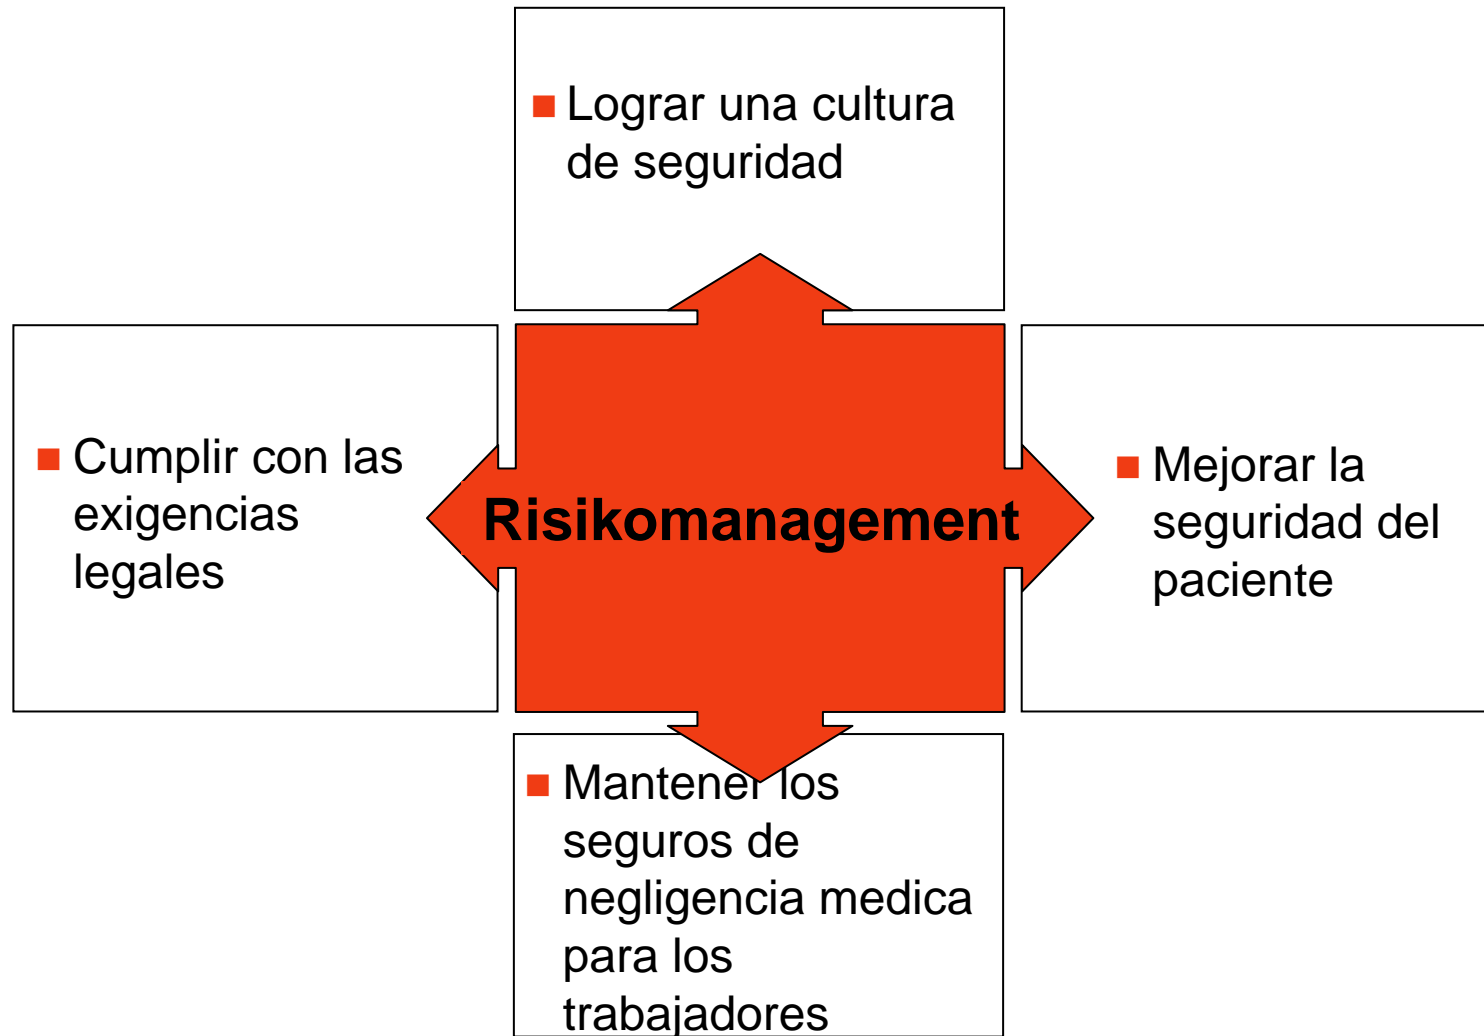 Lograr una cultura
de seguridad
Cumplir con las
exigencias
legales
Risikomanagement
Mejorar la
seguridad del
paciente
Mantener los
seguros de
negligencia medica
para los
trabajadores